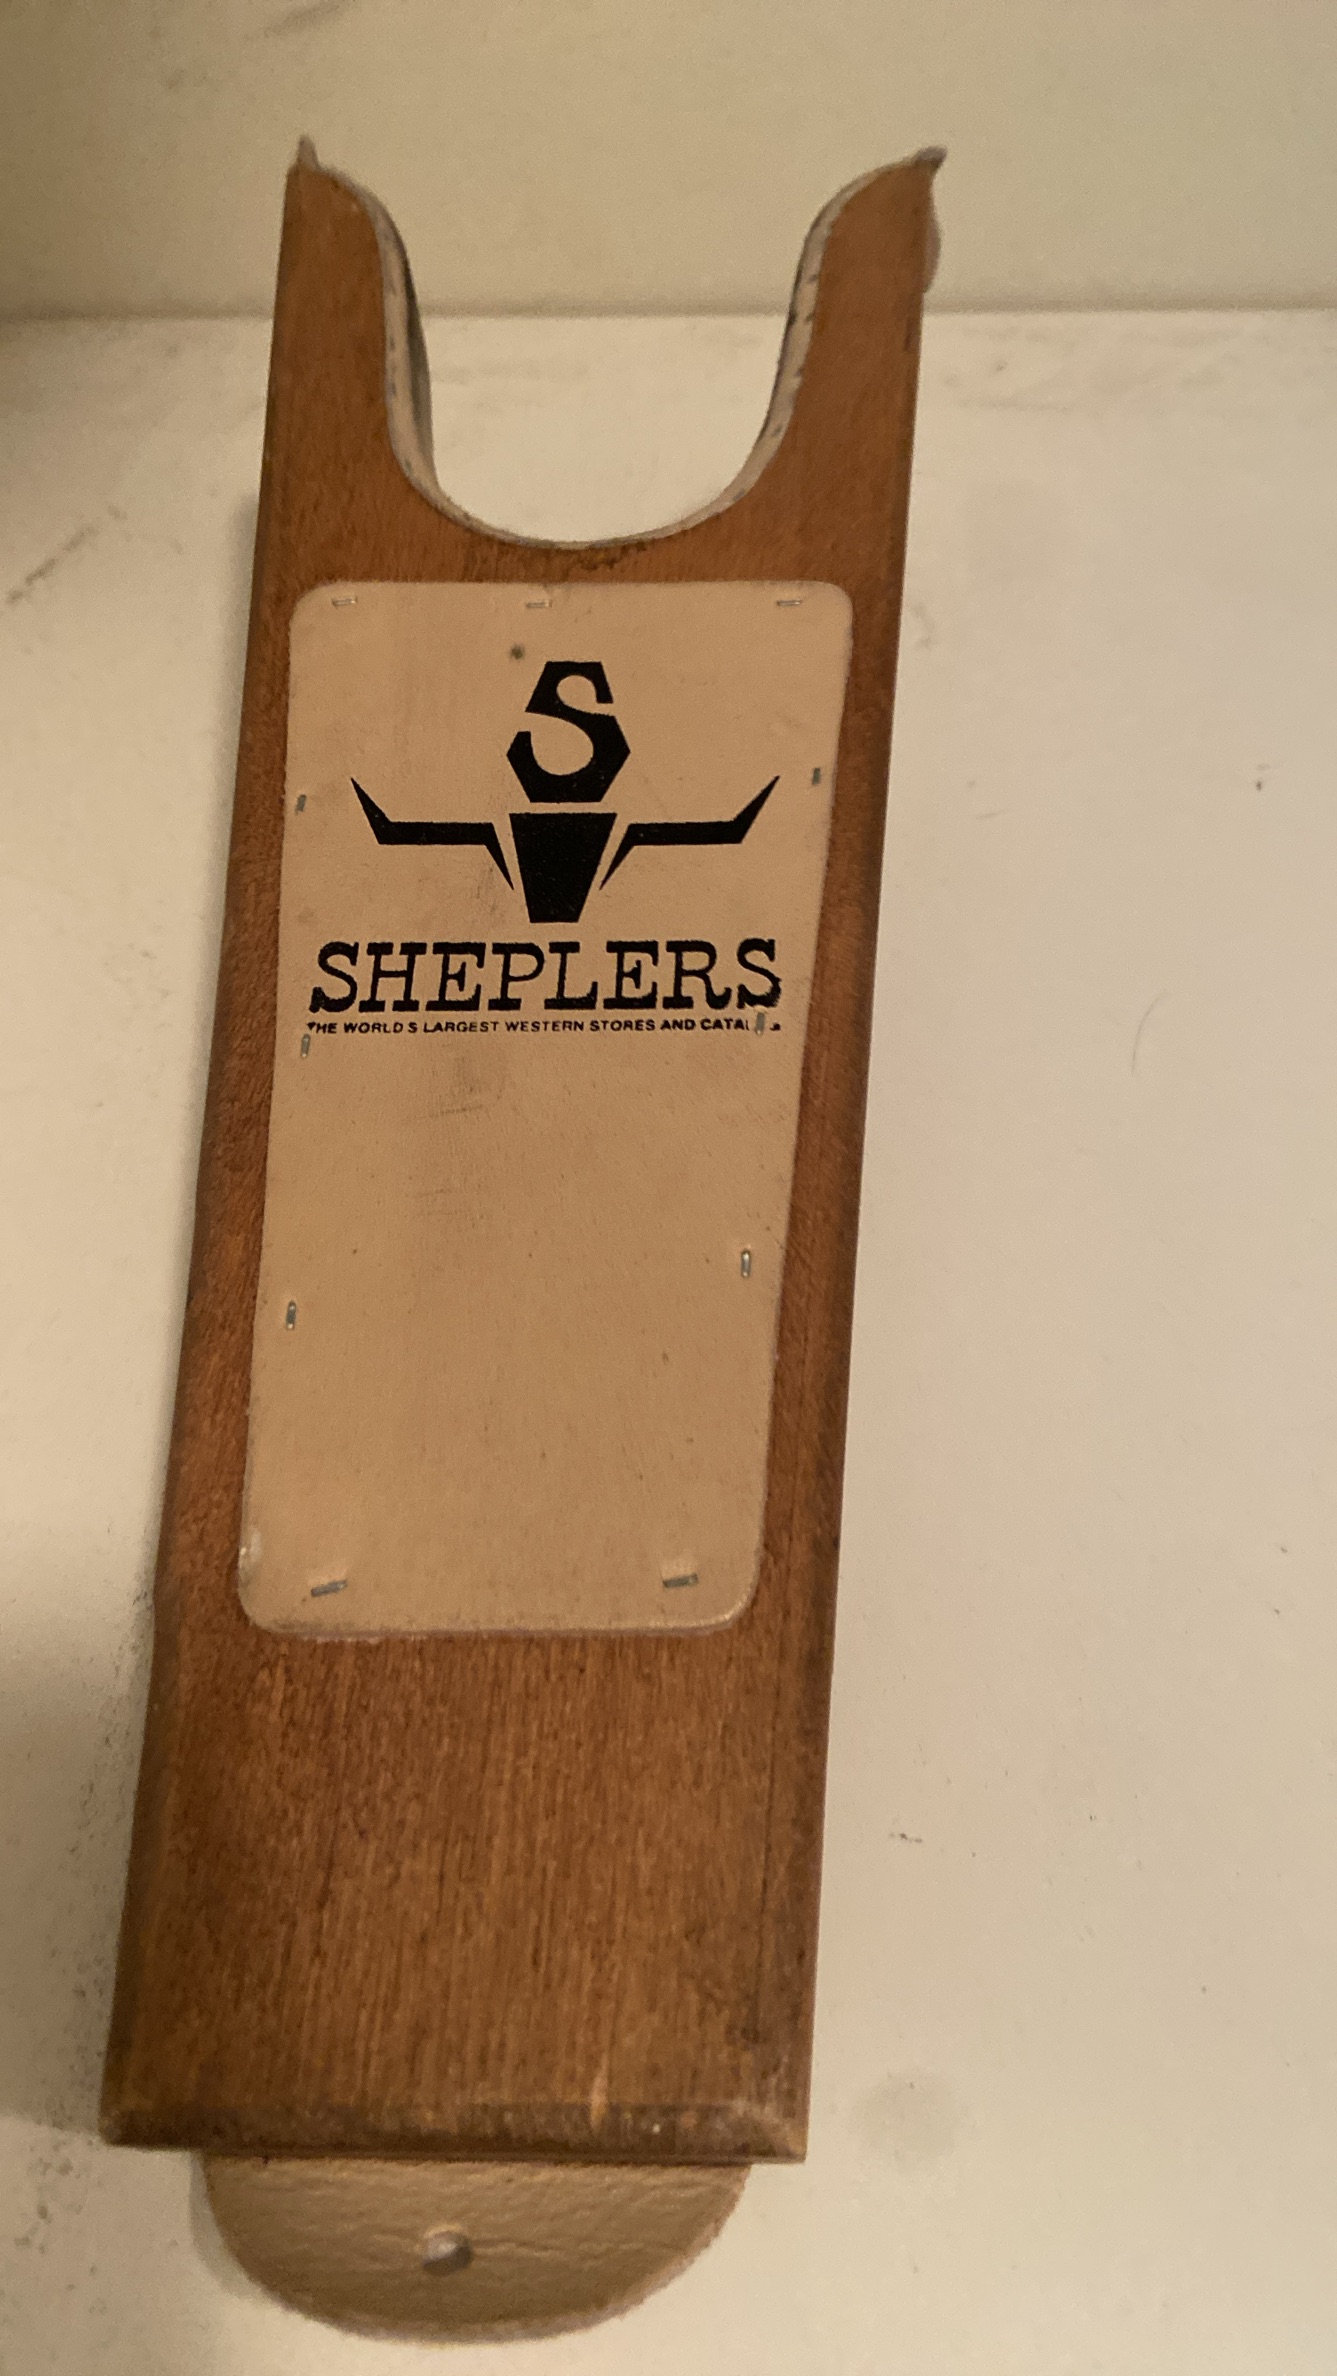 S
SHEPLERS
THE WORLD'S LARGEST WESTERN STORES AND